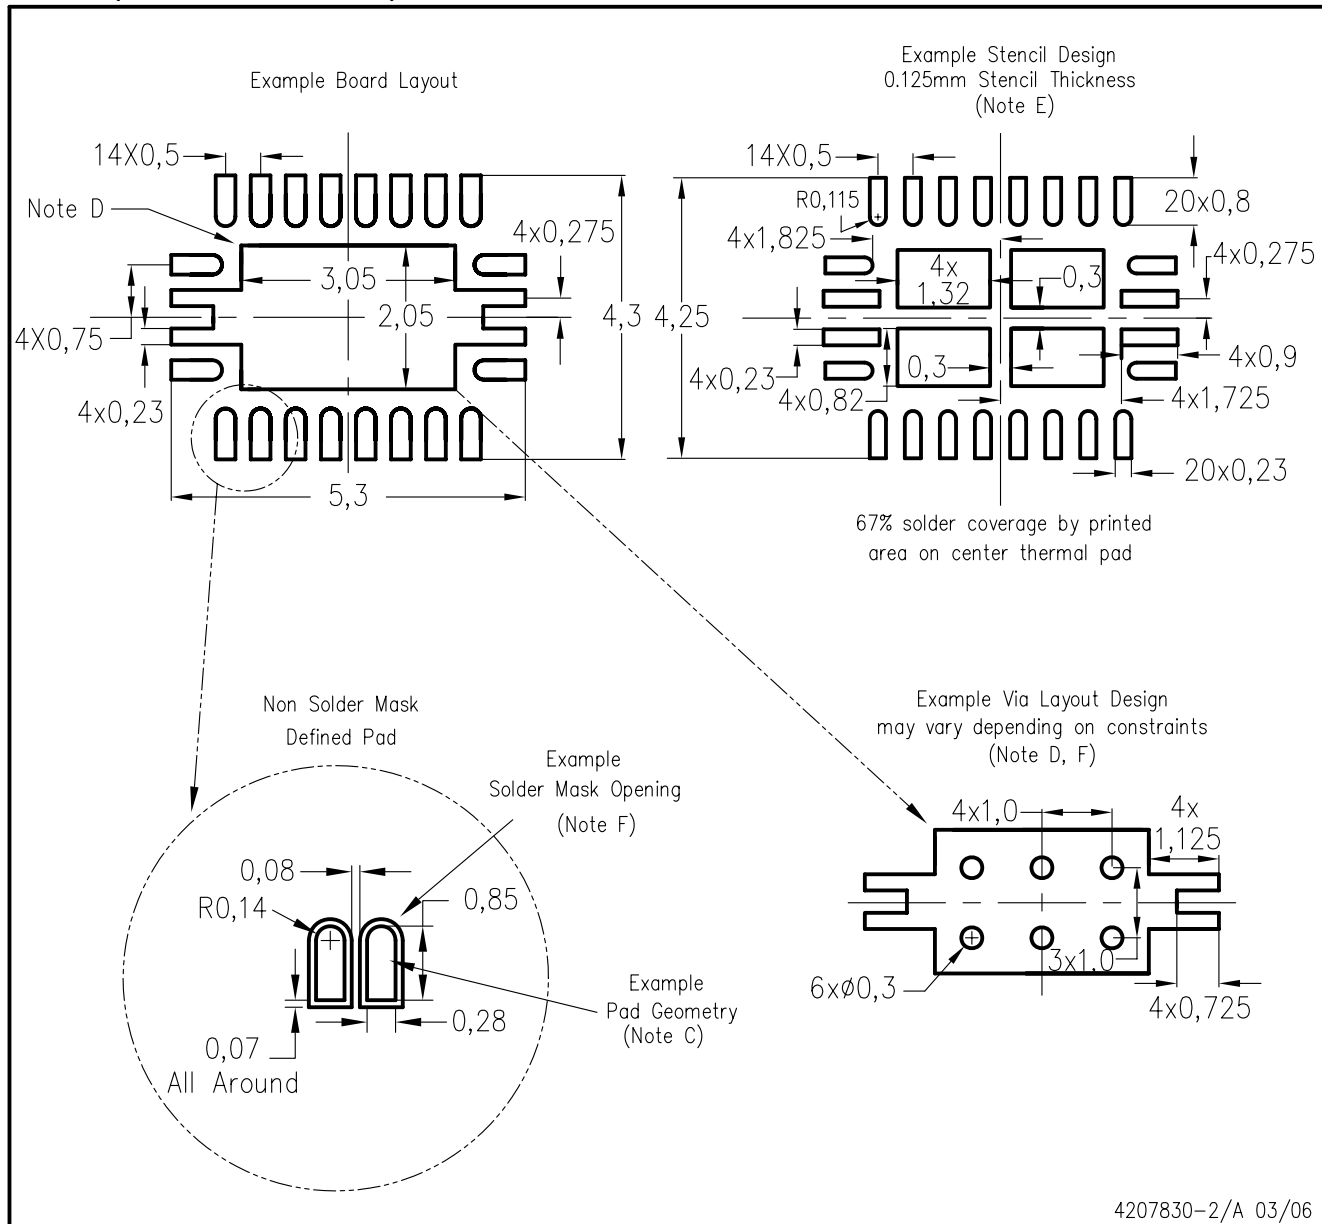 Example Board Layout
14X0,5
Note D
3,05
2,05
4x0,275
4,3
4X0,75
4x0,23
5,3
Example Stencil Design
0.125mm Stencil Thickness
(Note E)
14X0,5
R0,115
4x1,825
20x0,8
4x0,275
4x
1,32
0,3
4,25
4x0,23
0,3
4x0,82
4x0,9
4x1,725
20x0,23
67% solder coverage by printed
area on center thermal pad
Non Solder Mask
Defined Pad
Example
Solder Mask Opening
(Note F)
0,08
R0,14
0,85
0,28
0,07
All Around
Example
Pad Geometry
(Note C)
Example Via Layout Design
may vary depending on constraints
(Note D, F)
4x1,0
4x
1,125
3x1,0
6xø0,3
4x0,725
4207830-2/A 03/06